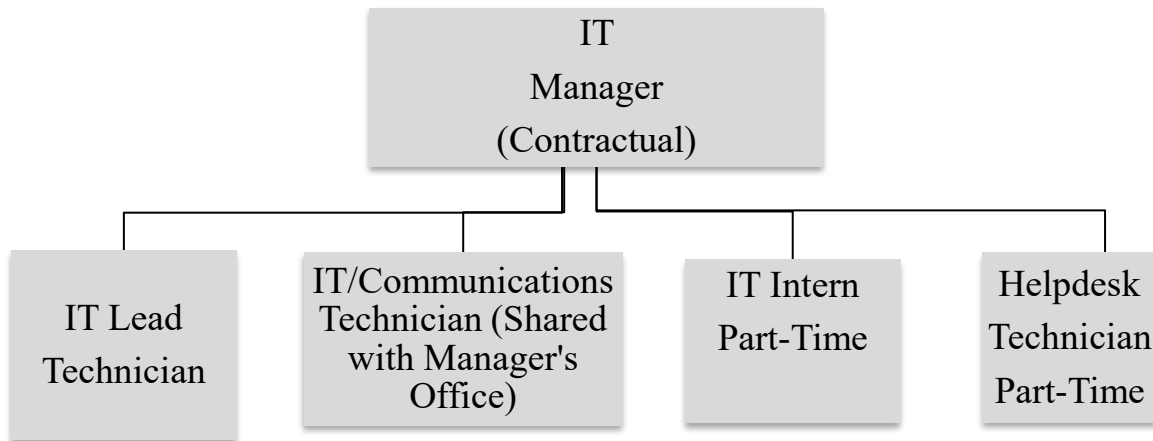 IT
Manager
(Contractual)
IT Lead
Technician
IT/Communications
Technician (Shared
with Manager's
Office)
IT Intern
Part-Time
Helpdesk
Technician
Part-Time